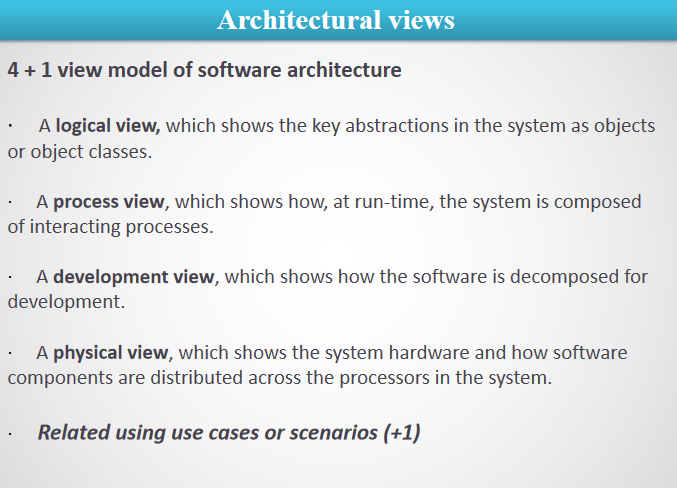 Architectural views
4 + 1 view model of software architecture
· A logical view, which shows the key abstractions in the system as objects
or object classes.
· A process view, which shows how, at run-time, the system is composed
of interacting processes.
· A development view, which shows how the software is decomposed for
development.
· A physical view, which shows the system hardware and how software
components are distributed across the processors in the system.
· Related using use cases or scenarios (+1)